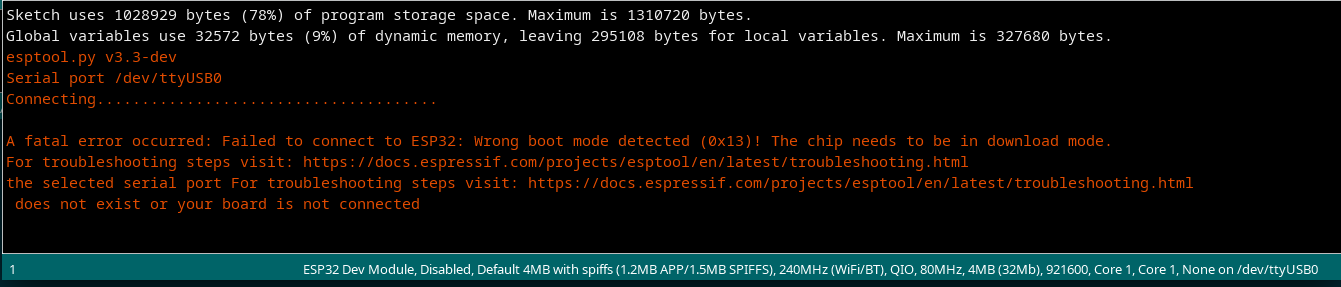 Sketch uses 1028929 bytes (78%) of program storage space. Maximum is 1310720 bytes.
Global variables use 32572 bytes (9%) of dynamic memory, leaving 295108 bytes for local variables. Maximum is 327680 bytes.
esptool.py v3.3-dev
Serial port /dev/ttyUSB0
Connecting......................................
A fatal error occurred: Failed to connect to ESP32: Wrong boot mode detected (0x13)! The chip needs to be in download mode.
For troubleshooting steps visit: https://docs.espressif.com/projects/esptool/en/latest/troubleshooting.html
the selected serial port For troubleshooting steps visit: https://docs.espressif.com/projects/esptool/en/latest/troubleshooting.html
 does not exist or your board is not connected
1 ESP32 Dev Module, Disabled, Default 4MB with spiffs (1.2MB APP/1.5MB SPIFFS), 240MHz (WiFi/BT), QIO, 80MHz, 4MB (32Mb), 921600, Core 1, Core 1, None on /dev/ttyUSB0